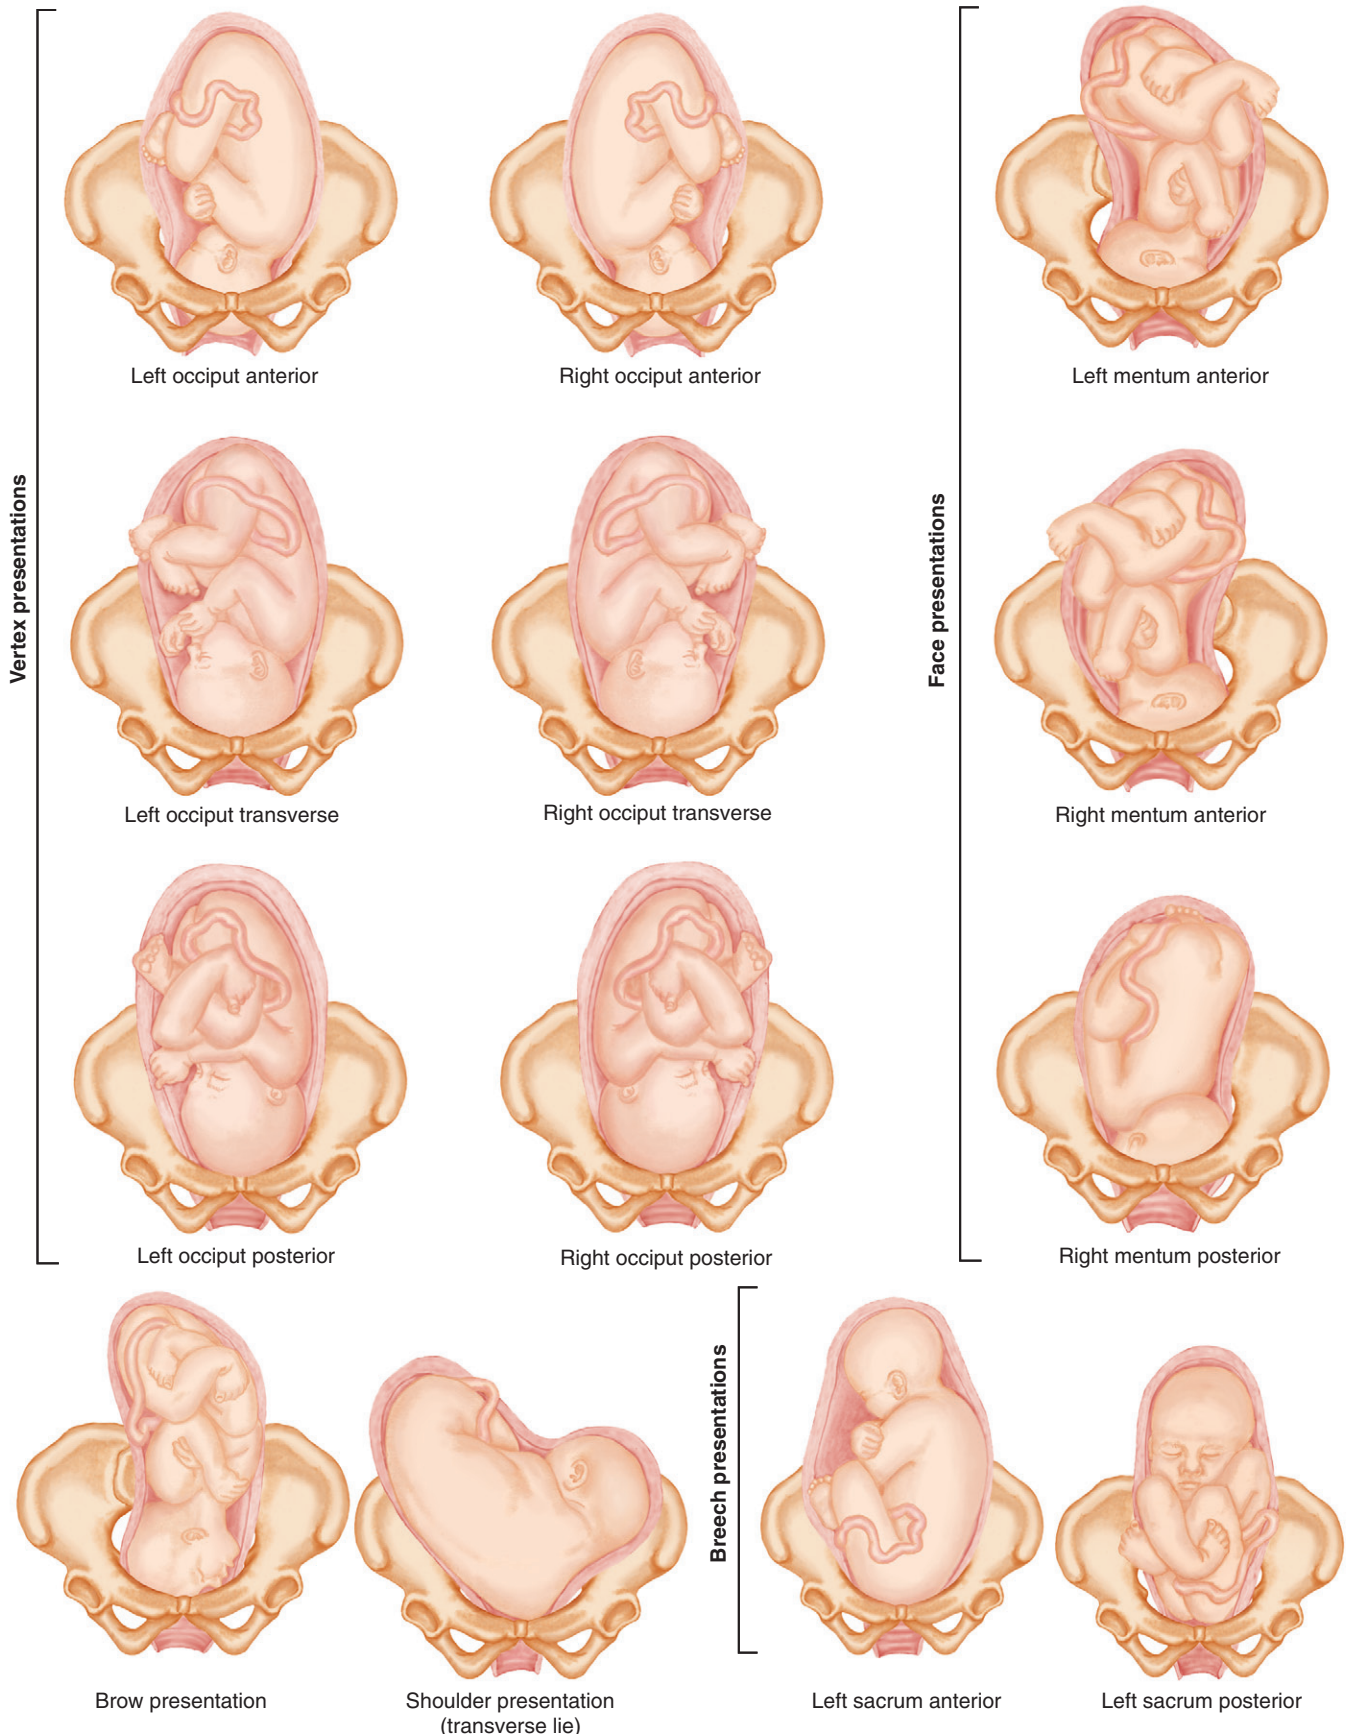 Vertex presentations
Left occiput anterior
Right occiput anterior
Left occiput transverse
Right occiput transverse
Left occiput posterior
Right occiput posterior
Face presentations
Left mentum anterior
Right mentum anterior
Right mentum posterior
Brow presentation
Shoulder presentation
(transverse lie)
Breech presentations
Left sacrum anterior
Left sacrum posterior